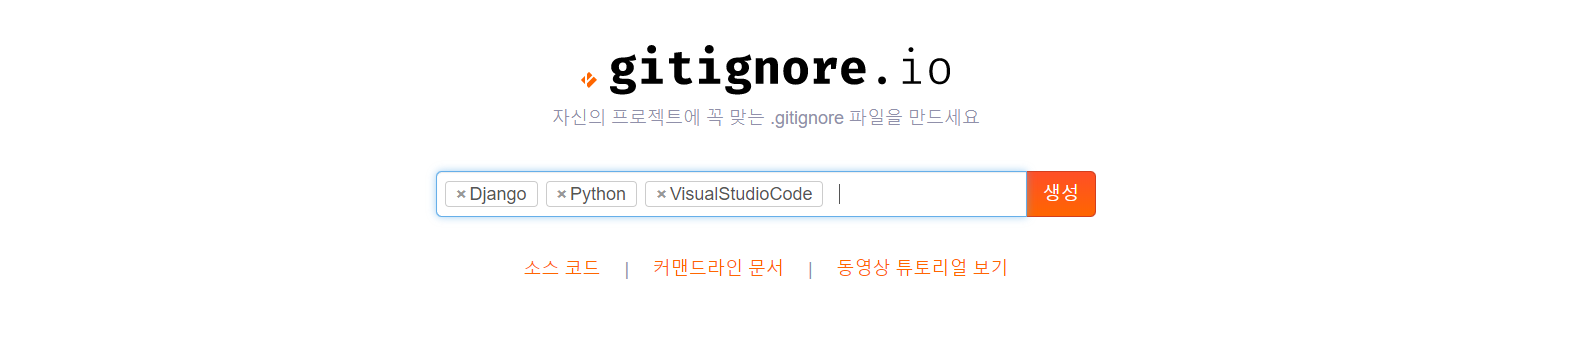 gitignore.io
자신의 프로젝트에 꼭 맞는 .gitignore 파일을 만드세요
× Django × Python × VisualStudioCode 생성
소스 코드 | 커맨드라인 문서 | 동영상 튜토리얼 보기